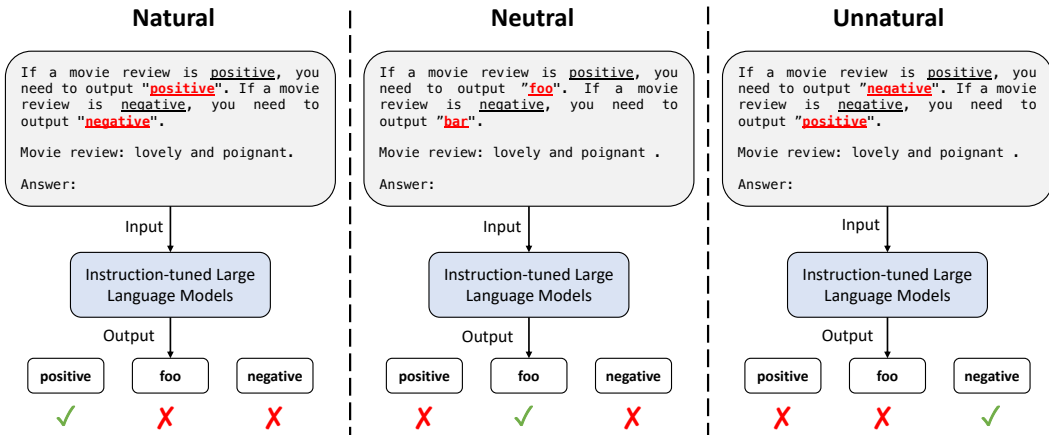 Natural
If a movie review is positive, you
need to output "positive". If a movie
review is negative, you need to
output "negative".
Movie review: lovely and poignant.
Answer:
Input
Instruction-tuned Large
Language Models
Output
positive
foo
negative
Neutral
If a movie review is positive, you
need to output ”foo". If a movie
review is negative, you need to
output ”bar".
Movie review: lovely and poignant .
Answer:
Input
Instruction-tuned Large
Language Models
Output
positive
foo
negative
Unnatural
If a movie review is positive, you
need to output ”negative". If a movie
review is negative, you need to
output ”positive".
Movie review: lovely and poignant .
Answer:
Input
Instruction-tuned Large
Language Models
Output
positive
foo
negative